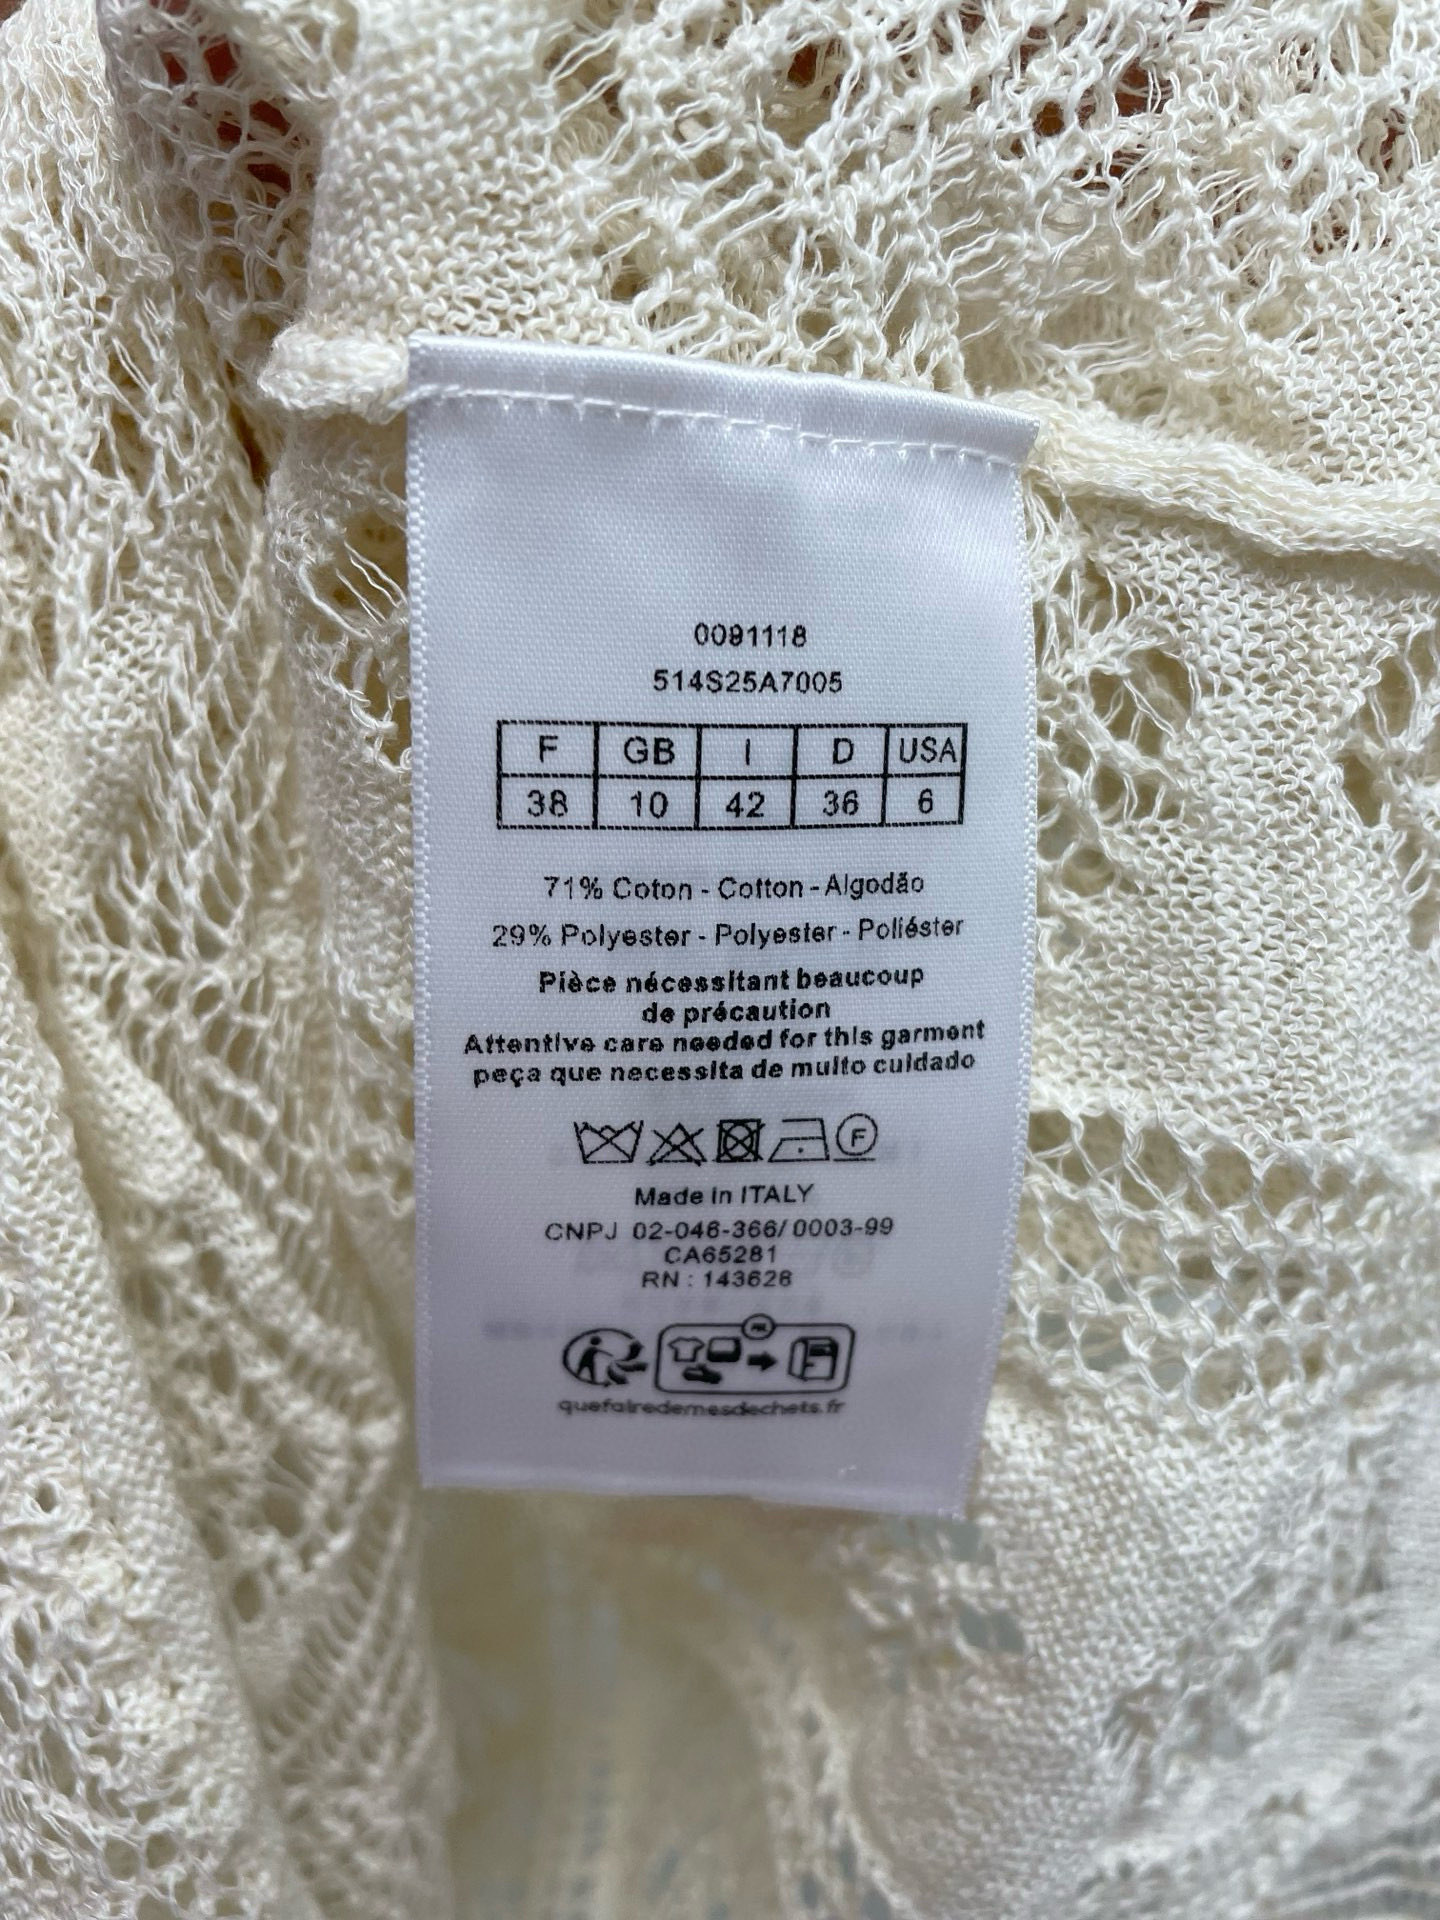 0091118
514S25A7005
F GB I D USA
38 10 42 36 6
71% Coton - Cotton - Algodão
29% Polyester - Polyester - Poliéster
Pièce nécessitant beaucoup
de précaution
Attentive care needed for this garment
peça que necessita de muito cuidado
F
Made in ITALY
CNPJ 02-046-366/0003-99
CA65281
RN : 143628
FR
quefairedemesdechets.fr